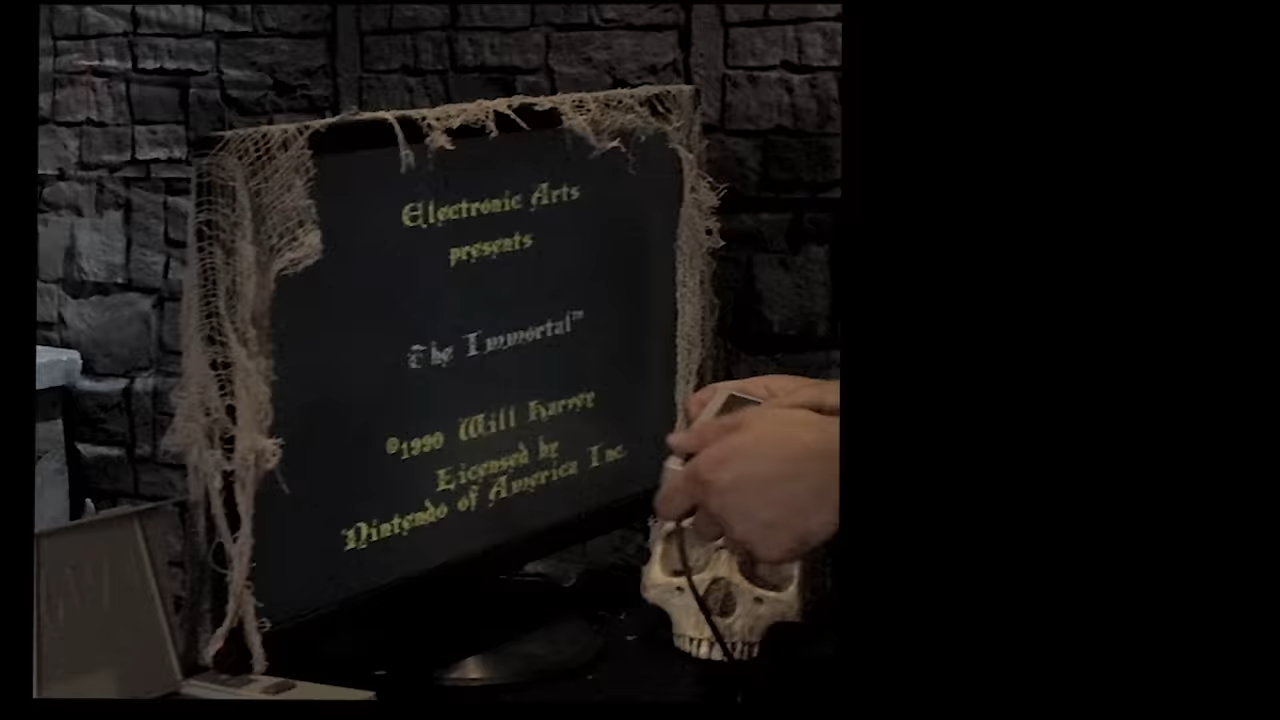 Electronic Arts
presents
The Immortal™
©1990 Will Harvey
Licensed by
Nintendo of America Inc.